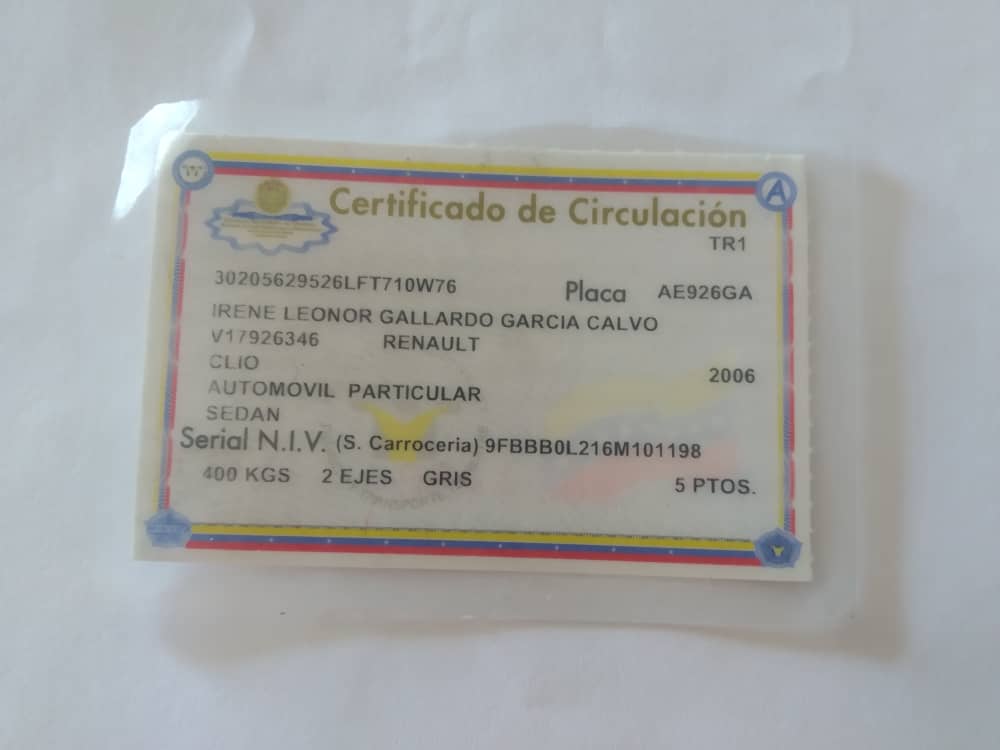 Certificado de Circulación
TR1
30205629526LFT710W76 Placa AE926GA
IRENE LEONOR GALLARDO GARCIA CALVO
V17926346 RENAULT
CLIO 2006
AUTOMOVIL PARTICULAR
SEDAN
Serial N.I.V. (S. Carroceria) 9FBBB0L216M101198
400 KGS 2 EJES GRIS 5 PTOS.